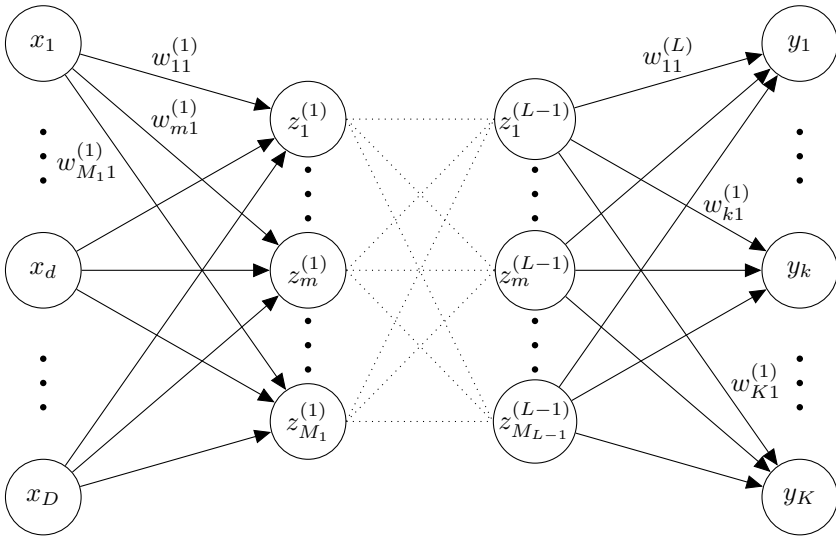 x_1
w_{11}^{(1)}
w_{m1}^{(1)}
w_{M_1 1}^{(1)}
x_d
x_D
z_1^{(1)}
z_m^{(1)}
z_{M_1}^{(1)}
z_1^{(L-1)}
z_m^{(L-1)}
z_{M_{L-1}}^{(L-1)}
w_{11}^{(L)}
w_{k1}^{(1)}
w_{K1}^{(1)}
y_1
y_k
y_K